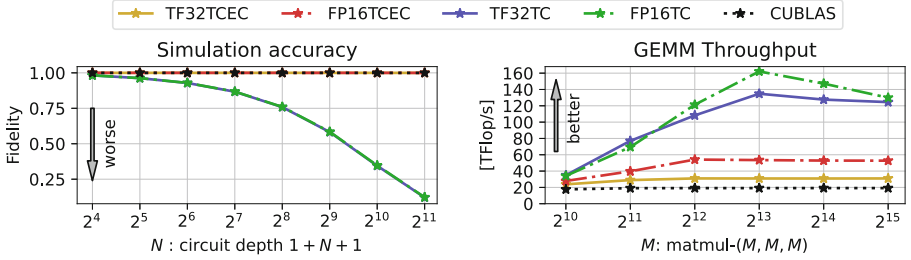 TF32TCEC FP16TCEC TF32TC FP16TC CUBLAS
Simulation accuracy
Fidelity
1.00
0.75
0.50
0.25
worse
2^4 2^5 2^6 2^7 2^8 2^9 2^10 2^11
N : circuit depth 1 + N + 1
GEMM Throughput
[TFlop/s]
160
140
120
100
80
60
40
20
0
better
2^10 2^11 2^12 2^13 2^14 2^15
M: matmul-(M, M, M)